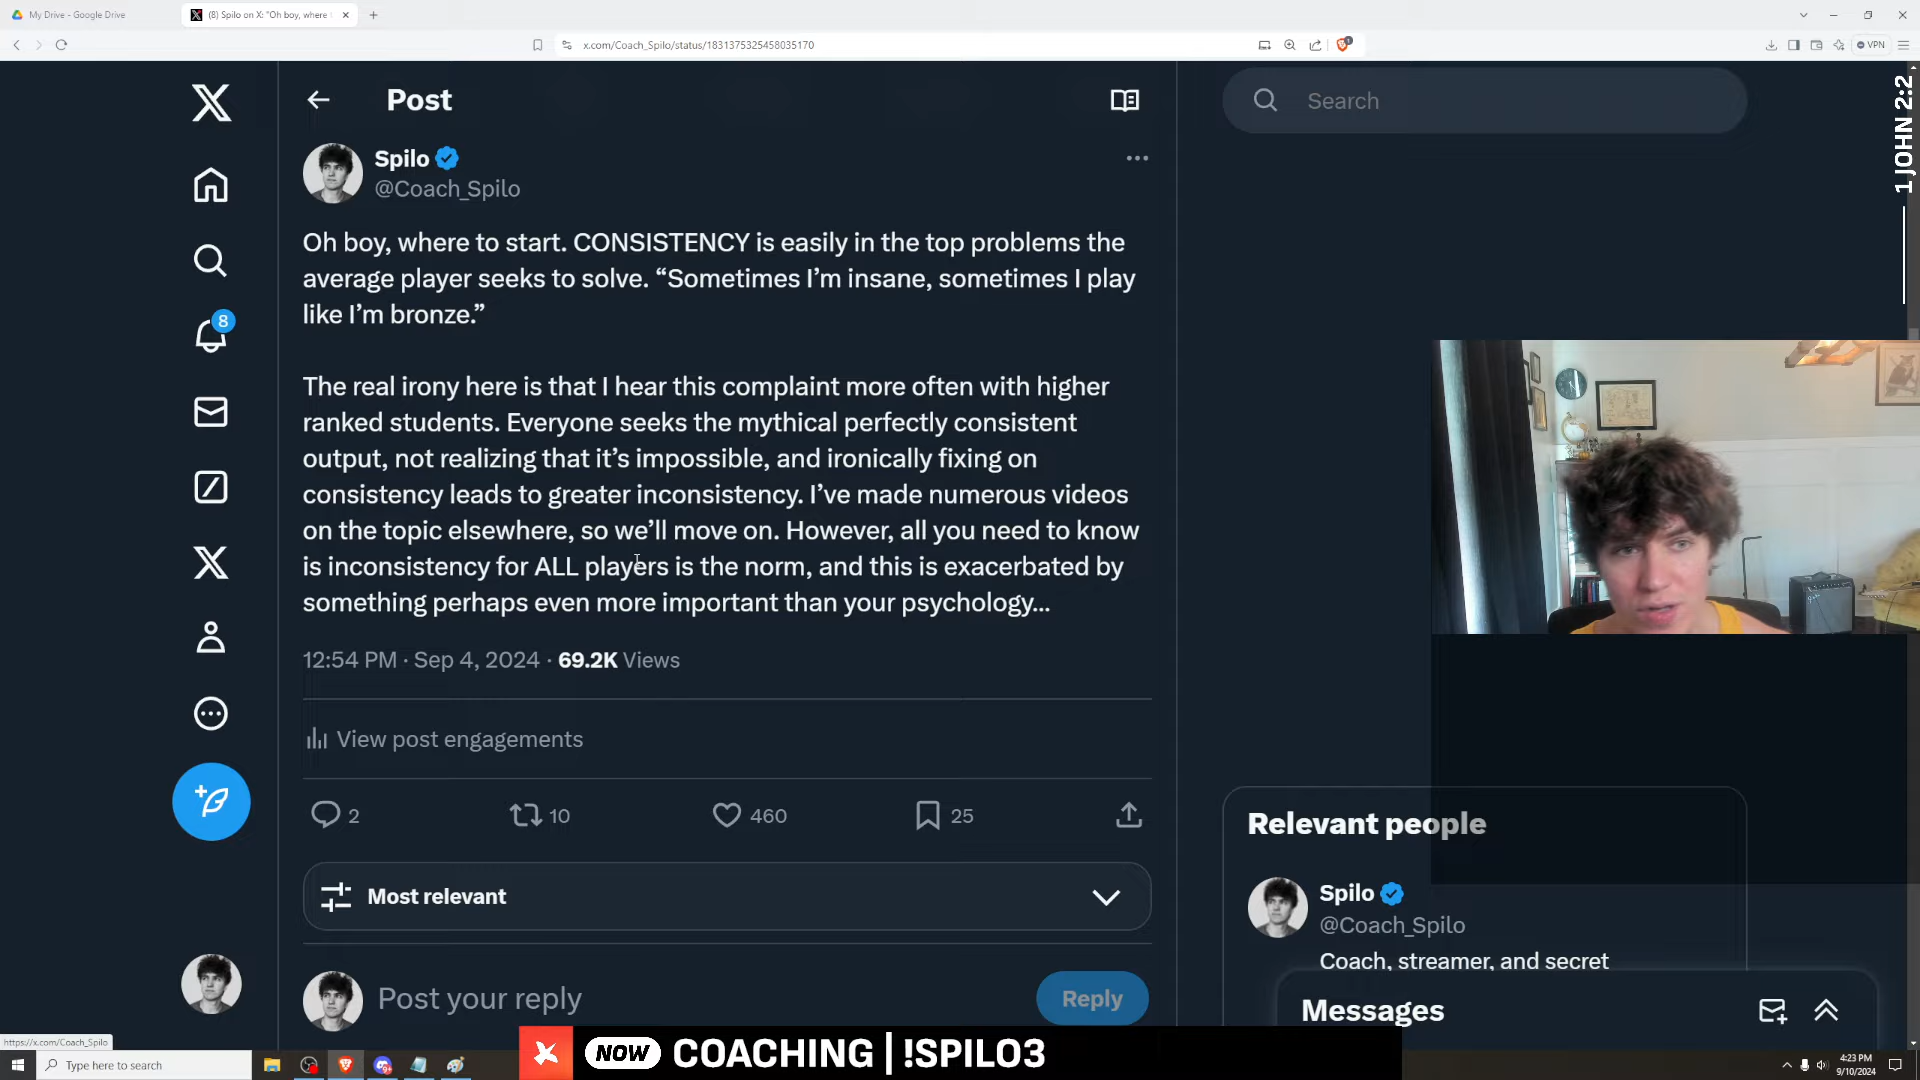 My Drive - Google Drive
(8) Spilo on X: "Oh boy, where
x.com/Coach_Spilo/status/1831375325458035170
VPN
Post
Search
1 JOHN 2:2
Spilo
@Coach_Spilo
Oh boy, where to start. CONSISTENCY is easily in the top problems the
average player seeks to solve. “Sometimes I’m insane, sometimes I play
like I’m bronze.”
8
The real irony here is that I hear this complaint more often with higher
ranked students. Everyone seeks the mythical perfectly consistent
output, not realizing that it’s impossible, and ironically fixing on
consistency leads to greater inconsistency. I’ve made numerous videos
on the topic elsewhere, so we’ll move on. However, all you need to know
is inconsistency for ALL players is the norm, and this is exacerbated by
something perhaps even more important than your psychology...
12:54 PM · Sep 4, 2024 · 69.2K Views
View post engagements
2
10
460
25
Most relevant
Post your reply
Reply
Relevant people
Spilo
@Coach_Spilo
Coach, streamer, and secret
Messages
https://x.com/Coach_Spilo
Type here to search
NOW COACHING | !SPILO3
4:23 PM
9/10/2024